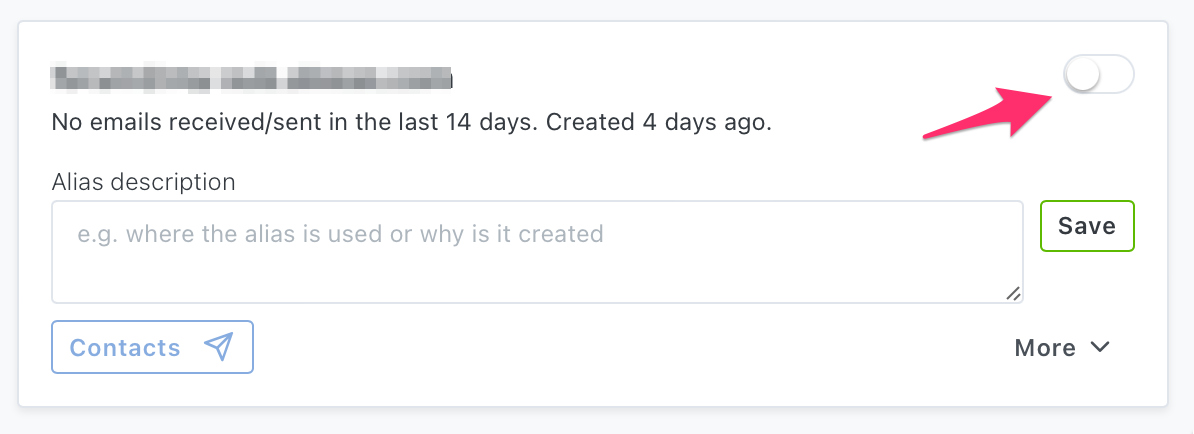 No emails received/sent in the last 14 days. Created 4 days ago.
Alias description
e.g. where the alias is used or why is it created
Save
Contacts
More